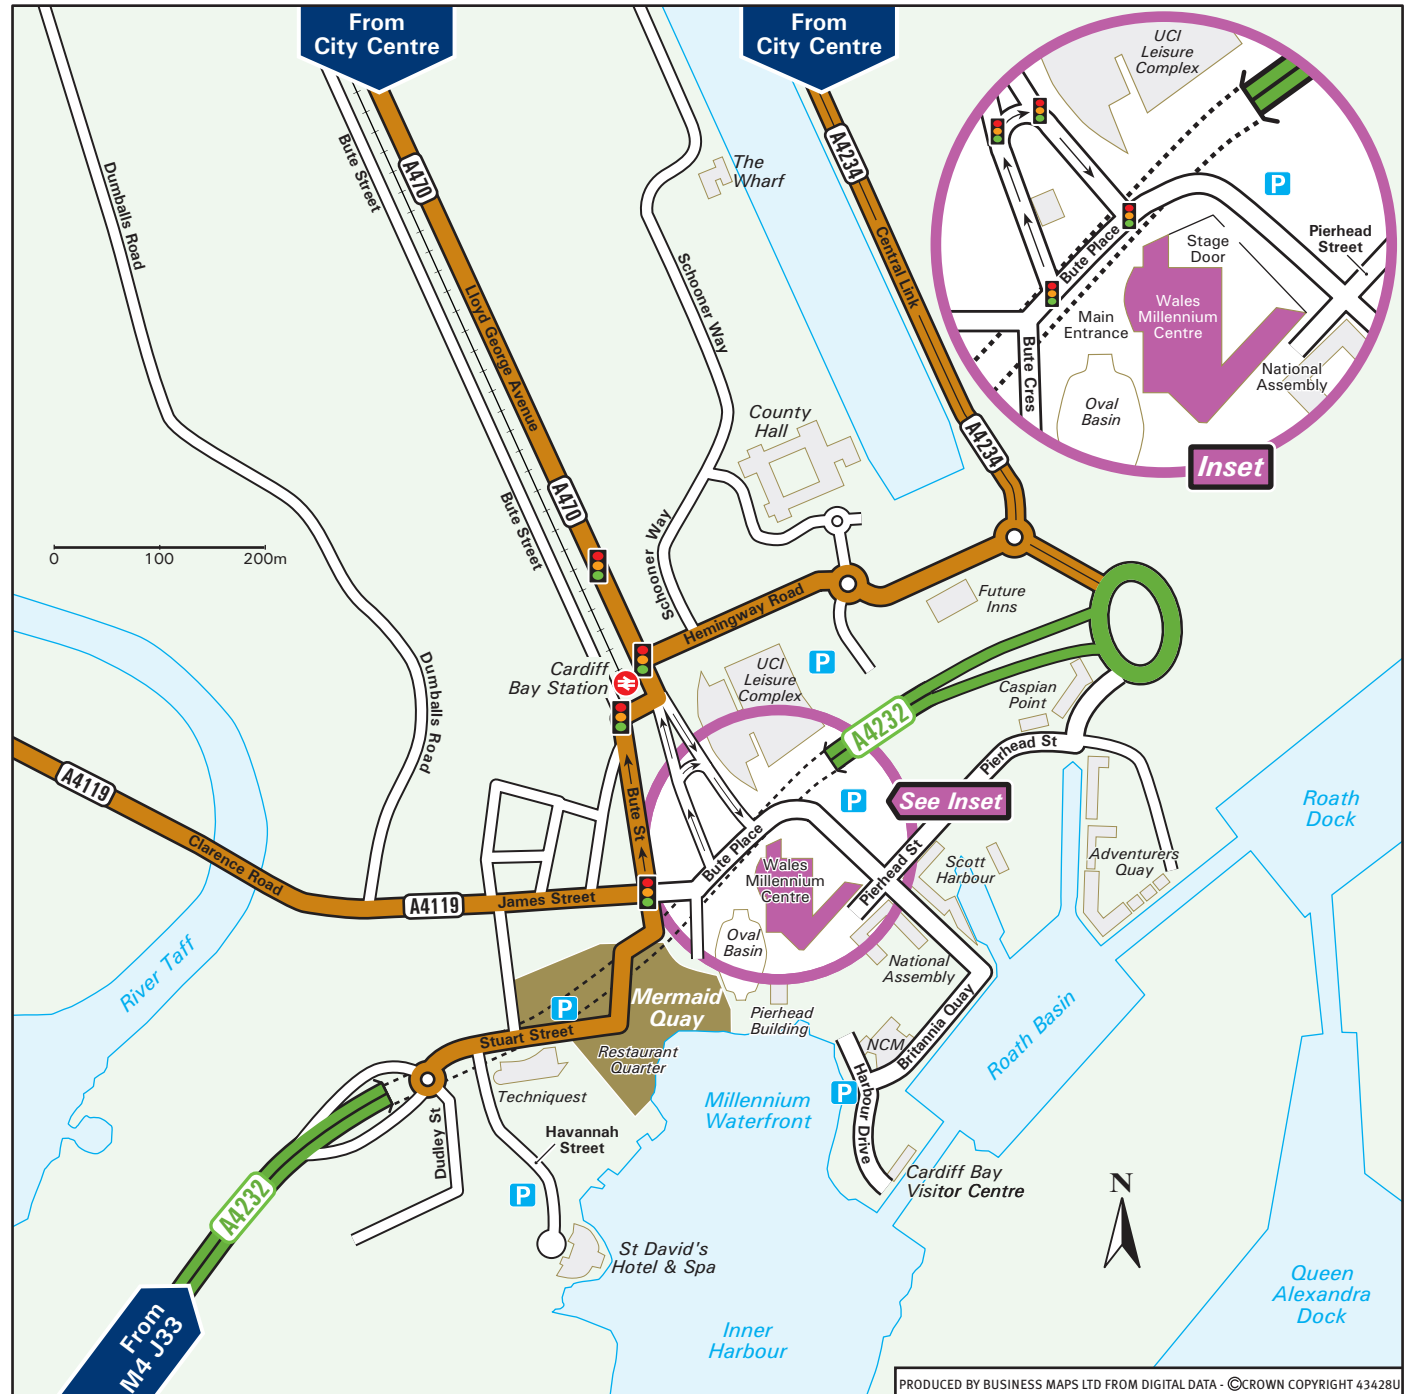 From
City Centre
From
City Centre
UCI
Leisure
Complex
P
Pierhead
Street
Stage
Door
Bute Place
Wales
Millennium
Centre
Main
Entrance
Bute Cres
National
Assembly
Oval
Basin
Inset
Dumballs Road
Bute Street
A470
The
Wharf
A4234
Central Link
Schooner Way
Lloyd George Avenue
County
Hall
A4234
A470
Bute Street
Schooner Way
0 100 200m
Hemingway Road
Future
Inns
Cardiff
Bay Station
UCI
Leisure
Complex
P
Caspian
Point
Dumballs Road
A4232
Pierhead St
A4119
P
See Inset
Roath
Dock
Bute St
Bute Place
Clarence Road
Wales
Millennium
Centre
Pierhead St
Scott
Harbour
Adventurers
Quay
A4119
James Street
Oval
Basin
National
Assembly
River Taff
P
Mermaid
Quay
Pierhead
Building
Stuart Street
Restaurant
Quarter
NCM
Britannia Quay
Roath Basin
Techniquest
Millennium
Waterfront
P
Harbour Drive
Dudley St
Havannah
Street
P
Cardiff Bay
Visitor Centre
N
A4232
St David's
Hotel & Spa
From
M4 J33
Inner
Harbour
Queen
Alexandra
Dock
PRODUCED BY BUSINESS MAPS LTD FROM DIGITAL DATA - ©CROWN COPYRIGHT 43428U